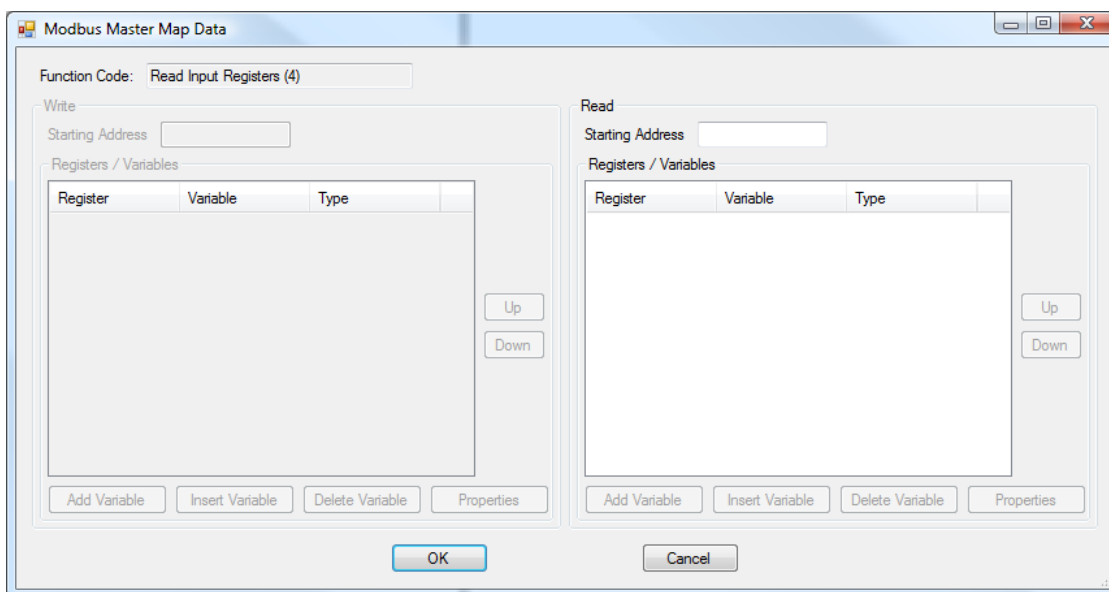 Modbus Master Map Data
Function Code: Read Input Registers (4)
Write
Starting Address
Registers / Variables
Register Variable Type
Up
Down
Add Variable Insert Variable Delete Variable Properties
Read
Starting Address
Registers / Variables
Register Variable Type
Up
Down
Add Variable Insert Variable Delete Variable Properties
OK Cancel